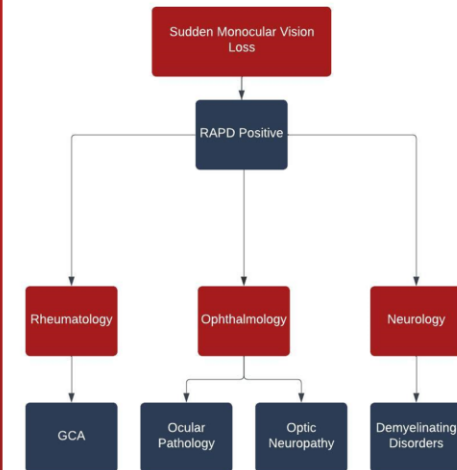 Sudden Monocular Vision
Loss
RAPD Positive
Rheumatology
Ophthalmology
Neurology
GCA
Ocular
Pathology
Optic
Neuropathy
Demyelinating
Disorders